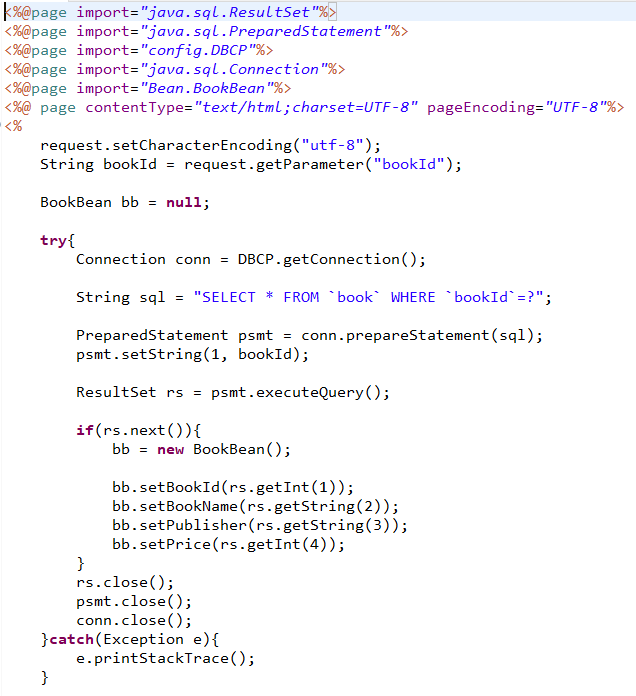 <%@page import="java.sql.ResultSet"%>
<%@page import="java.sql.PreparedStatement"%>
<%@page import="config.DBCP"%>
<%@page import="java.sql.Connection"%>
<%@page import="Bean.BookBean"%>
<%@ page contentType="text/html;charset=UTF-8" pageEncoding="UTF-8"%>
<%
    request.setCharacterEncoding("utf-8");
    String bookId = request.getParameter("bookId");

    BookBean bb = null;

    try{
        Connection conn = DBCP.getConnection();

        String sql = "SELECT * FROM `book` WHERE `bookId`=?";

        PreparedStatement psmt = conn.prepareStatement(sql);
        psmt.setString(1, bookId);

        ResultSet rs = psmt.executeQuery();

        if(rs.next()){
            bb = new BookBean();

            bb.setBookId(rs.getInt(1));
            bb.setBookName(rs.getString(2));
            bb.setPublisher(rs.getString(3));
            bb.setPrice(rs.getInt(4));
        }
        rs.close();
        psmt.close();
        conn.close();
    }catch(Exception e){
        e.printStackTrace();
    }